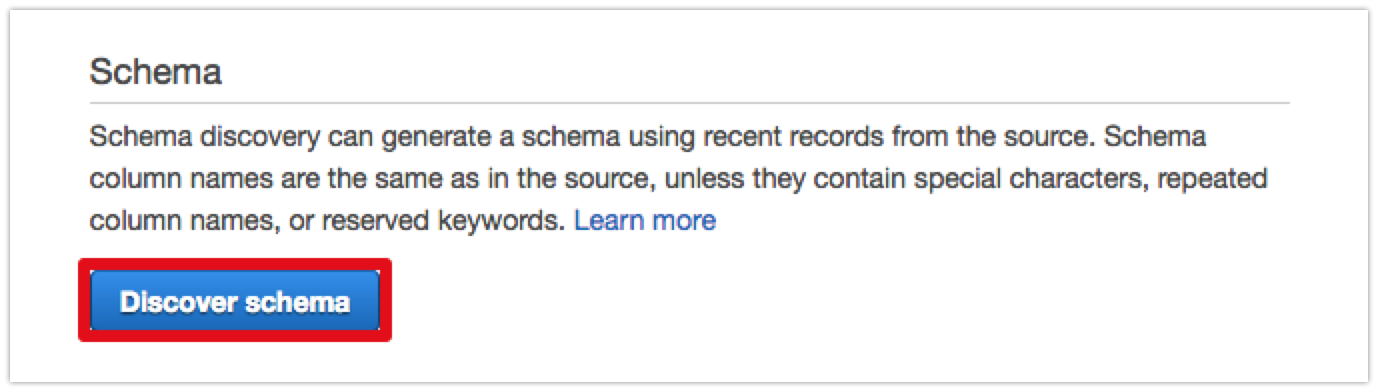 Schema
Schema discovery can generate a schema using recent records from the source. Schema
column names are the same as in the source, unless they contain special characters, repeated
column names, or reserved keywords. Learn more
Discover schema